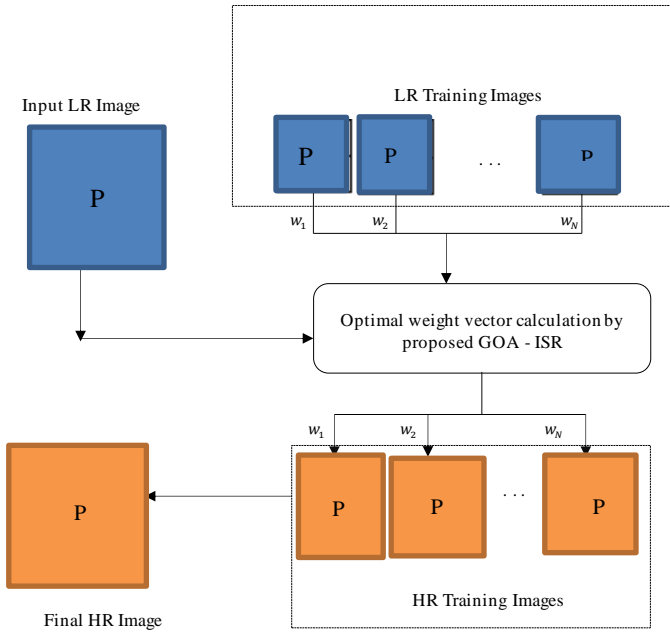 LR Training Images
Input LR Image
P
P
P
. . .
P
w1
w2
wN
Optimal weight vector calculation by
proposed GOA - ISR
w1
w2
wN
P
P
P
. . .
P
HR Training Images
Final HR Image